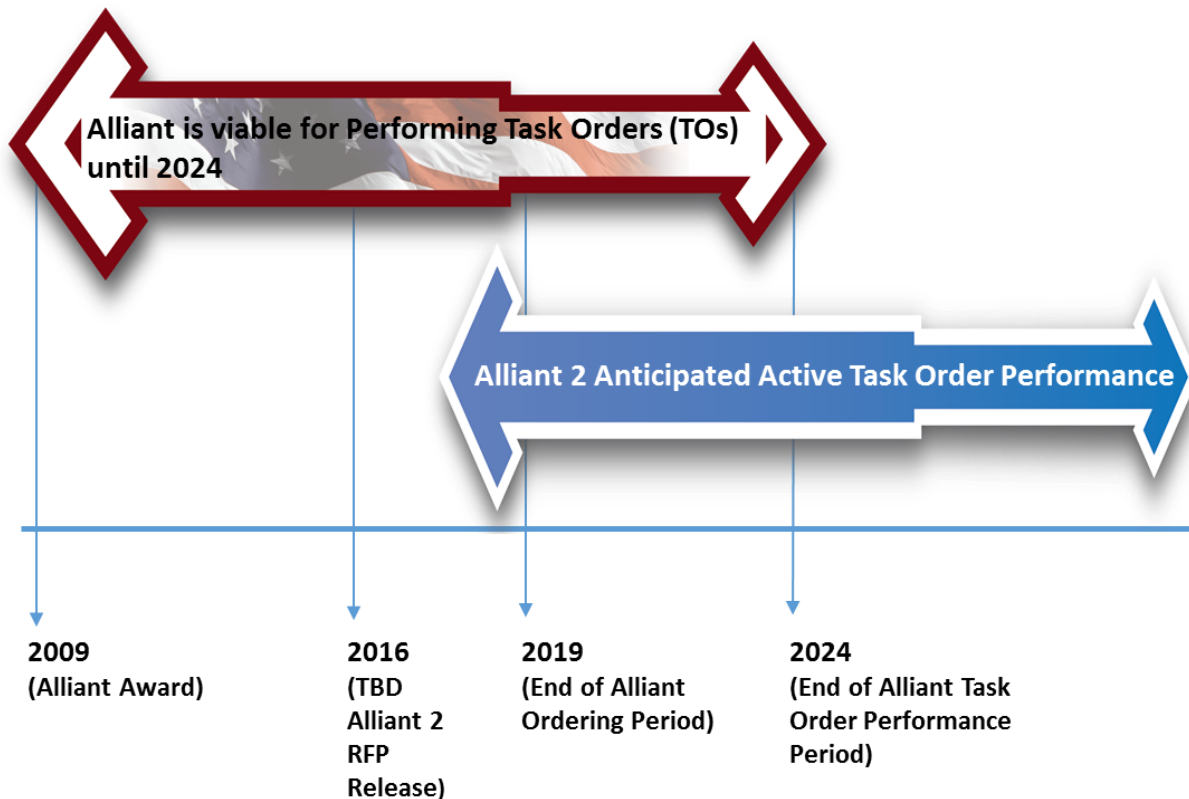 Alliant is viable for Performing Task Orders (TOs)
until 2024
Alliant 2 Anticipated Active Task Order Performance
2009
(Alliant Award)
2016
(TBD
Alliant 2
RFP
Release)
2019
(End of Alliant
Ordering Period)
2024
(End of Alliant Task
Order Performance
Period)